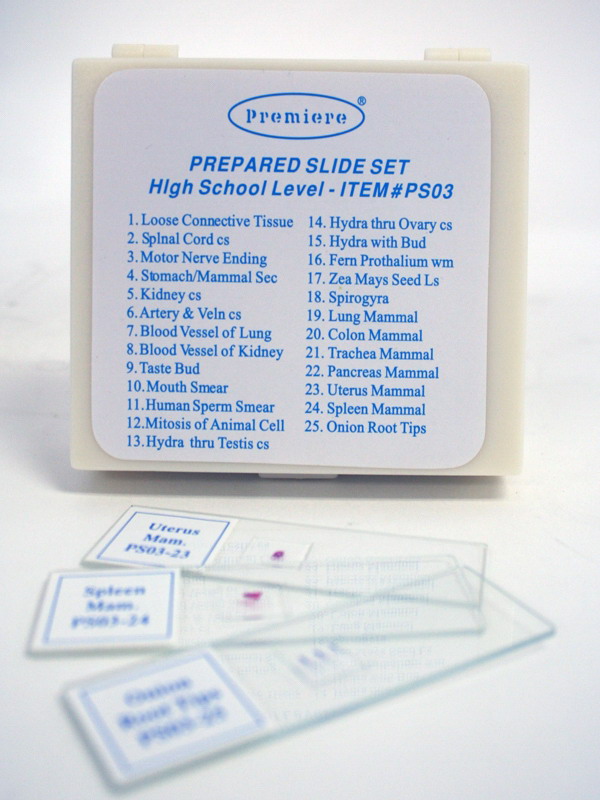 Premiere®
PREPARED SLIDE SET
High School Level - ITEM#PS03
1. Loose Connective Tissue
2. Spinal Cord cs
3. Motor Nerve Ending
4. Stomach/Mammal Sec
5. Kidney cs
6. Artery & Vein cs
7. Blood Vessel of Lung
8. Blood Vessel of Kidney
9. Taste Bud
10. Mouth Smear
11. Human Sperm Smear
12. Mitosis of Animal Cell
13. Hydra thru Testis cs
14. Hydra thru Ovary cs
15. Hydra with Bud
16. Fern Prothalium wm
17. Zea Mays Seed Ls
18. Spirogyra
19. Lung Mammal
20. Colon Mammal
21. Trachea Mammal
22. Pancreas Mammal
23. Uterus Mammal
24. Spleen Mammal
25. Onion Root Tips
Uterus
Mam.
PS03-23
Spleen
Mam.
PS03-24
Onion
Root Tips
PS03-25